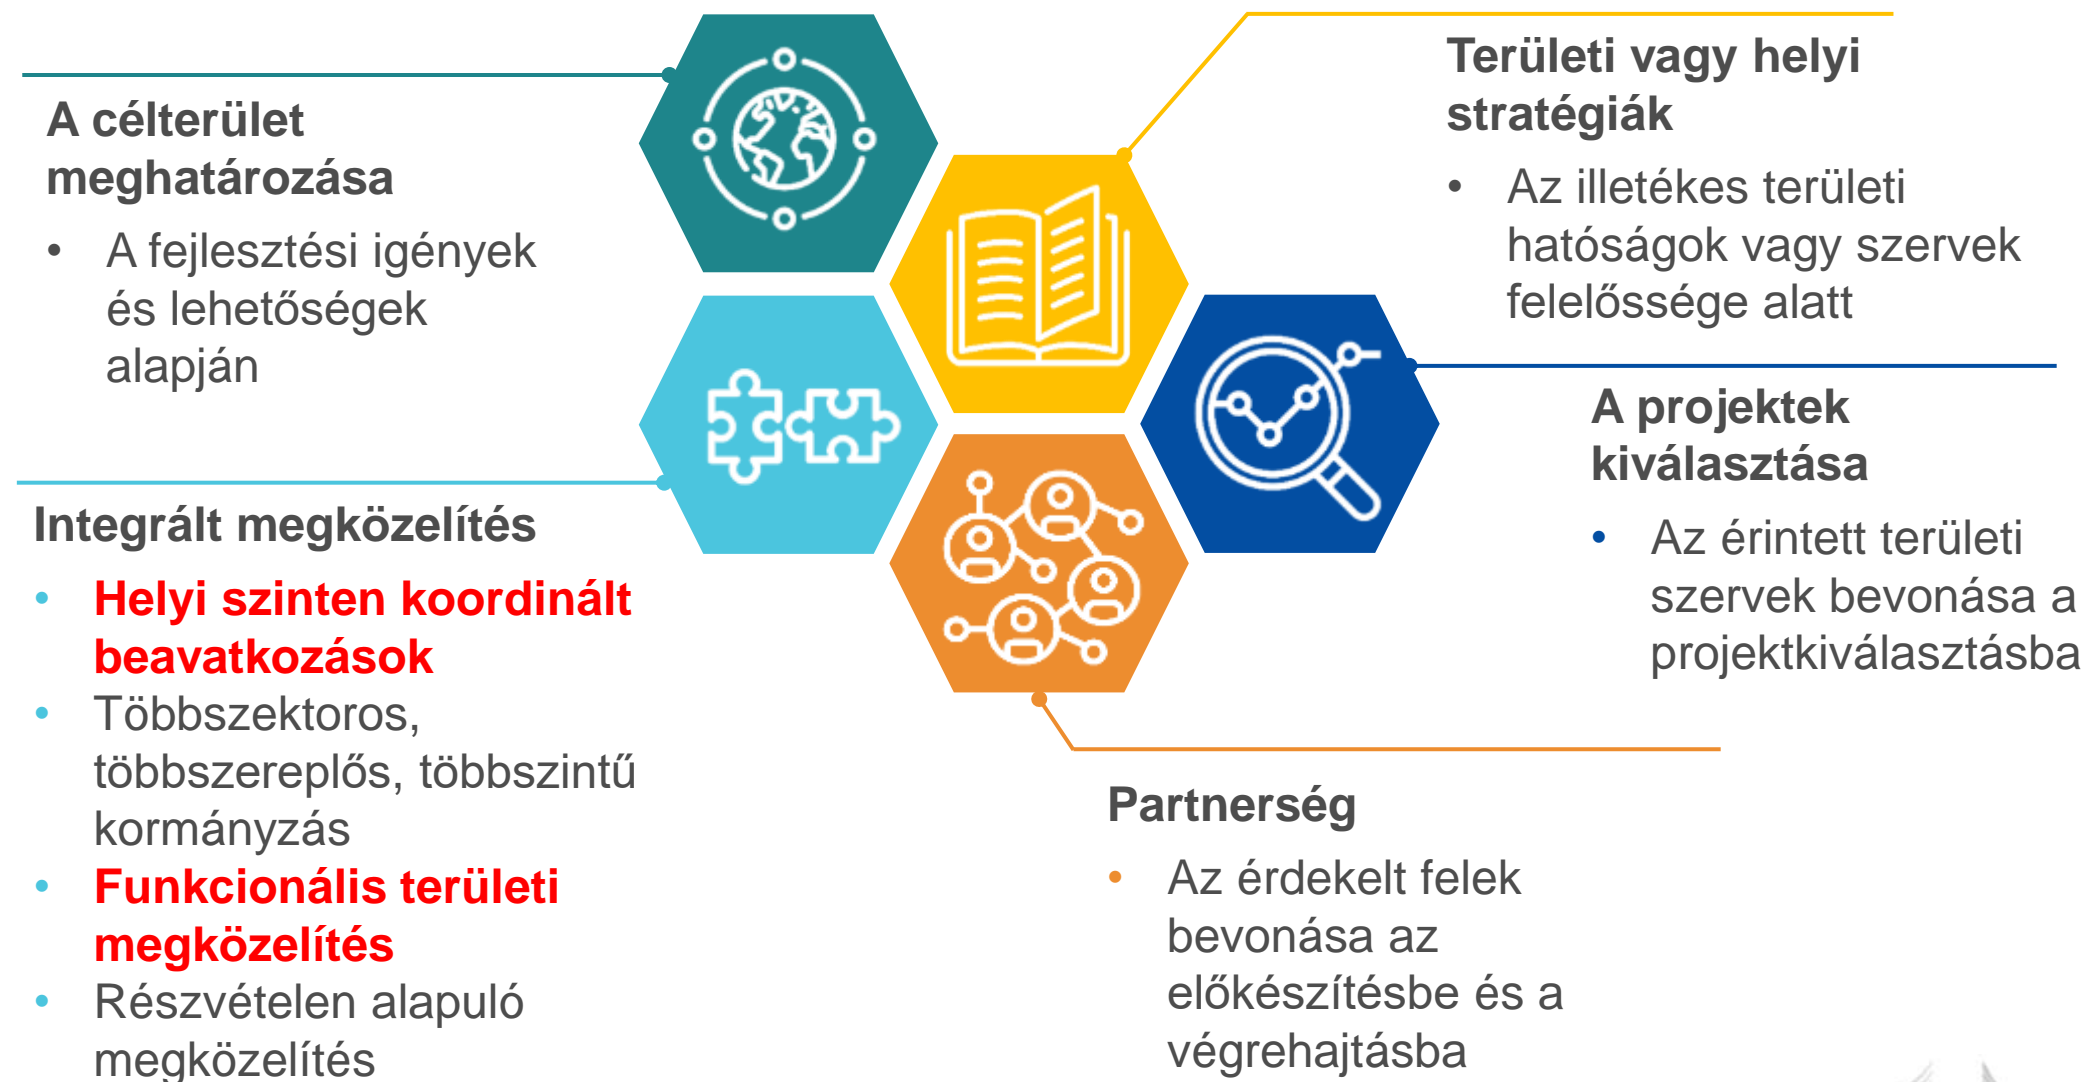 A célterület
meghatározása
• A fejlesztési igények
és lehetőségek
alapján
Integrált megközelítés
• Helyi szinten koordinált
beavatkozások
• Többszektoros,
többszereplős, többszintű
kormányzás
• Funkcionális területi
megközelítés
• Részvételen alapuló
megközelítés
Területi vagy helyi
stratégiák
• Az illetékes területi
hatóságok vagy szervek
felelőssége alatt
A projektek
kiválasztása
• Az érintett területi
szervek bevonása a
projektkiválasztásba
Partnerség
• Az érdekelt felek
bevonása az
előkészítésbe és a
végrehajtásba